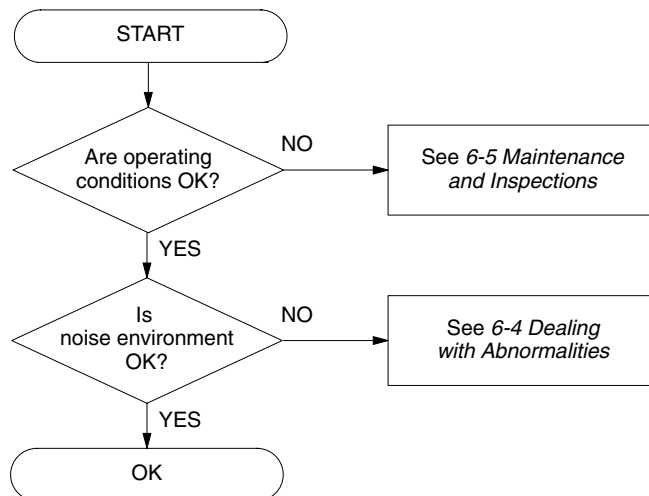 START
Are operating
conditions OK?
NO
See 6-5 Maintenance
and Inspections
YES
Is
noise environment
OK?
NO
See 6-4 Dealing
with Abnormalities
YES
OK